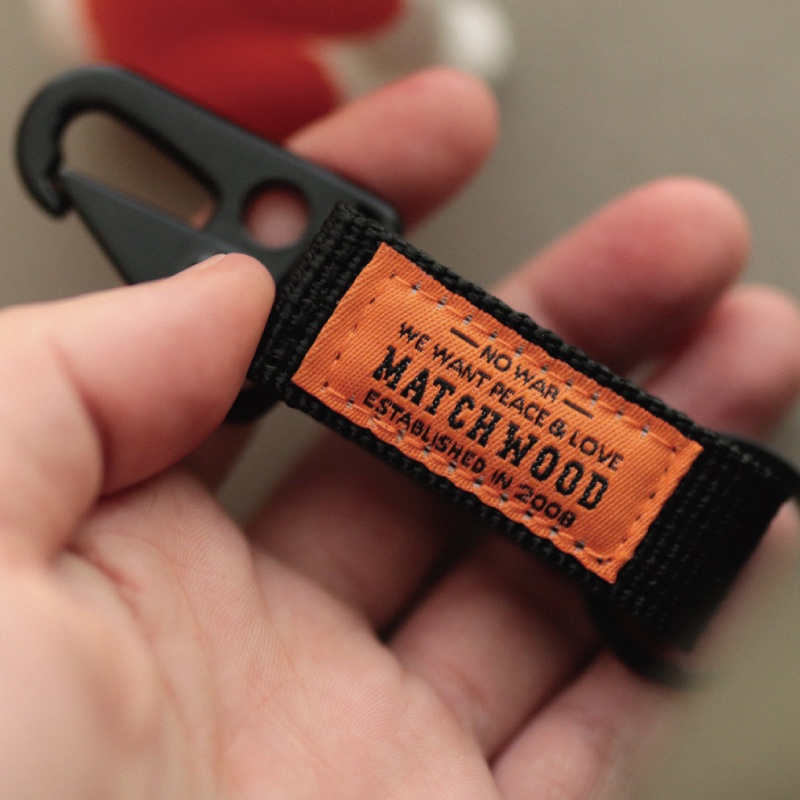 — NO WAR —
WE WANT PEACE & LOVE
MATCHWOOD
ESTABLISHED IN 2008